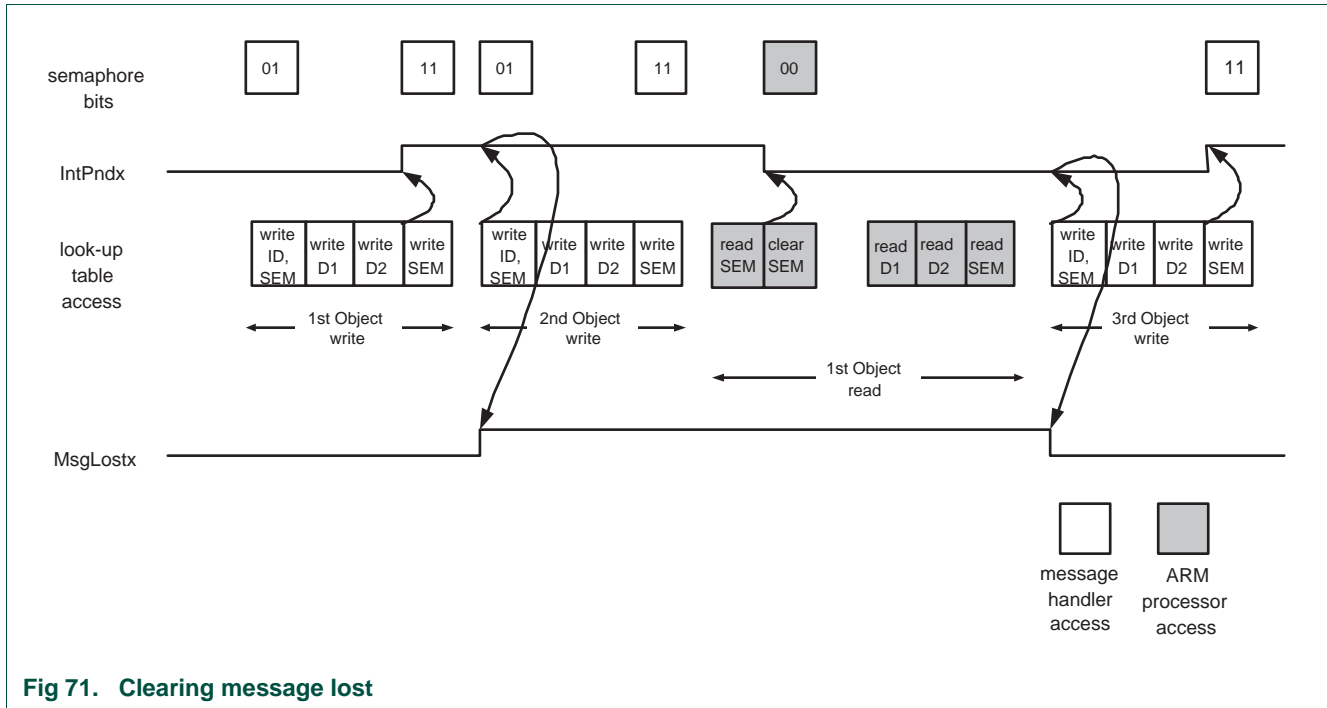 semaphore
bits
01
11
01
11
00
11
IntPndx
look-up
table
access
write
ID,
SEM
write
D1
write
D2
write
SEM
write
ID,
SEM
write
D1
write
D2
write
SEM
read
SEM
clear
SEM
read
D1
read
D2
read
SEM
write
ID,
SEM
write
D1
write
D2
write
SEM
1st Object
write
2nd Object
write
3rd Object
write
1st Object
read
MsgLostx
message
handler
access
ARM
processor
access
Fig 71. Clearing message lost